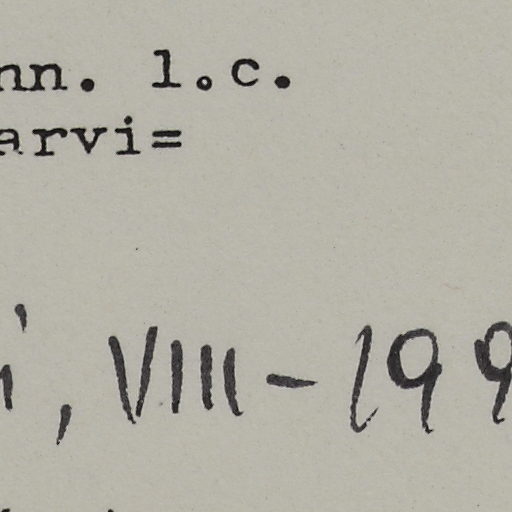 nn. l.c.
arvi=
i, VIII-199